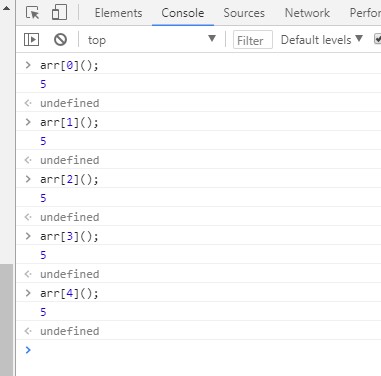 Elements Console Sources Network Perfor
top Filter Default levels
> arr[0]();
5
undefined
> arr[1]();
5
undefined
> arr[2]();
5
undefined
> arr[3]();
5
undefined
> arr[4]();
5
undefined
>